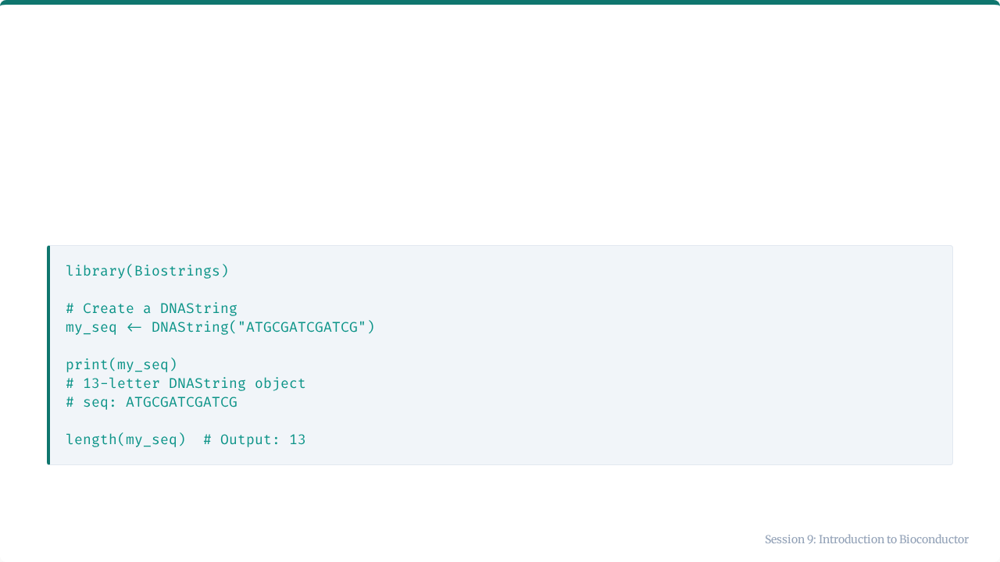 library(Biostrings)
# Create a DNAString
my_seq <- DNAString("ATGCGATCGATCG")
print(my_seq)
# 13-letter DNAString object
# seq: ATGCGATCGATCG
length(my_seq)  # Output: 13
Session 9: Introduction to Bioconductor